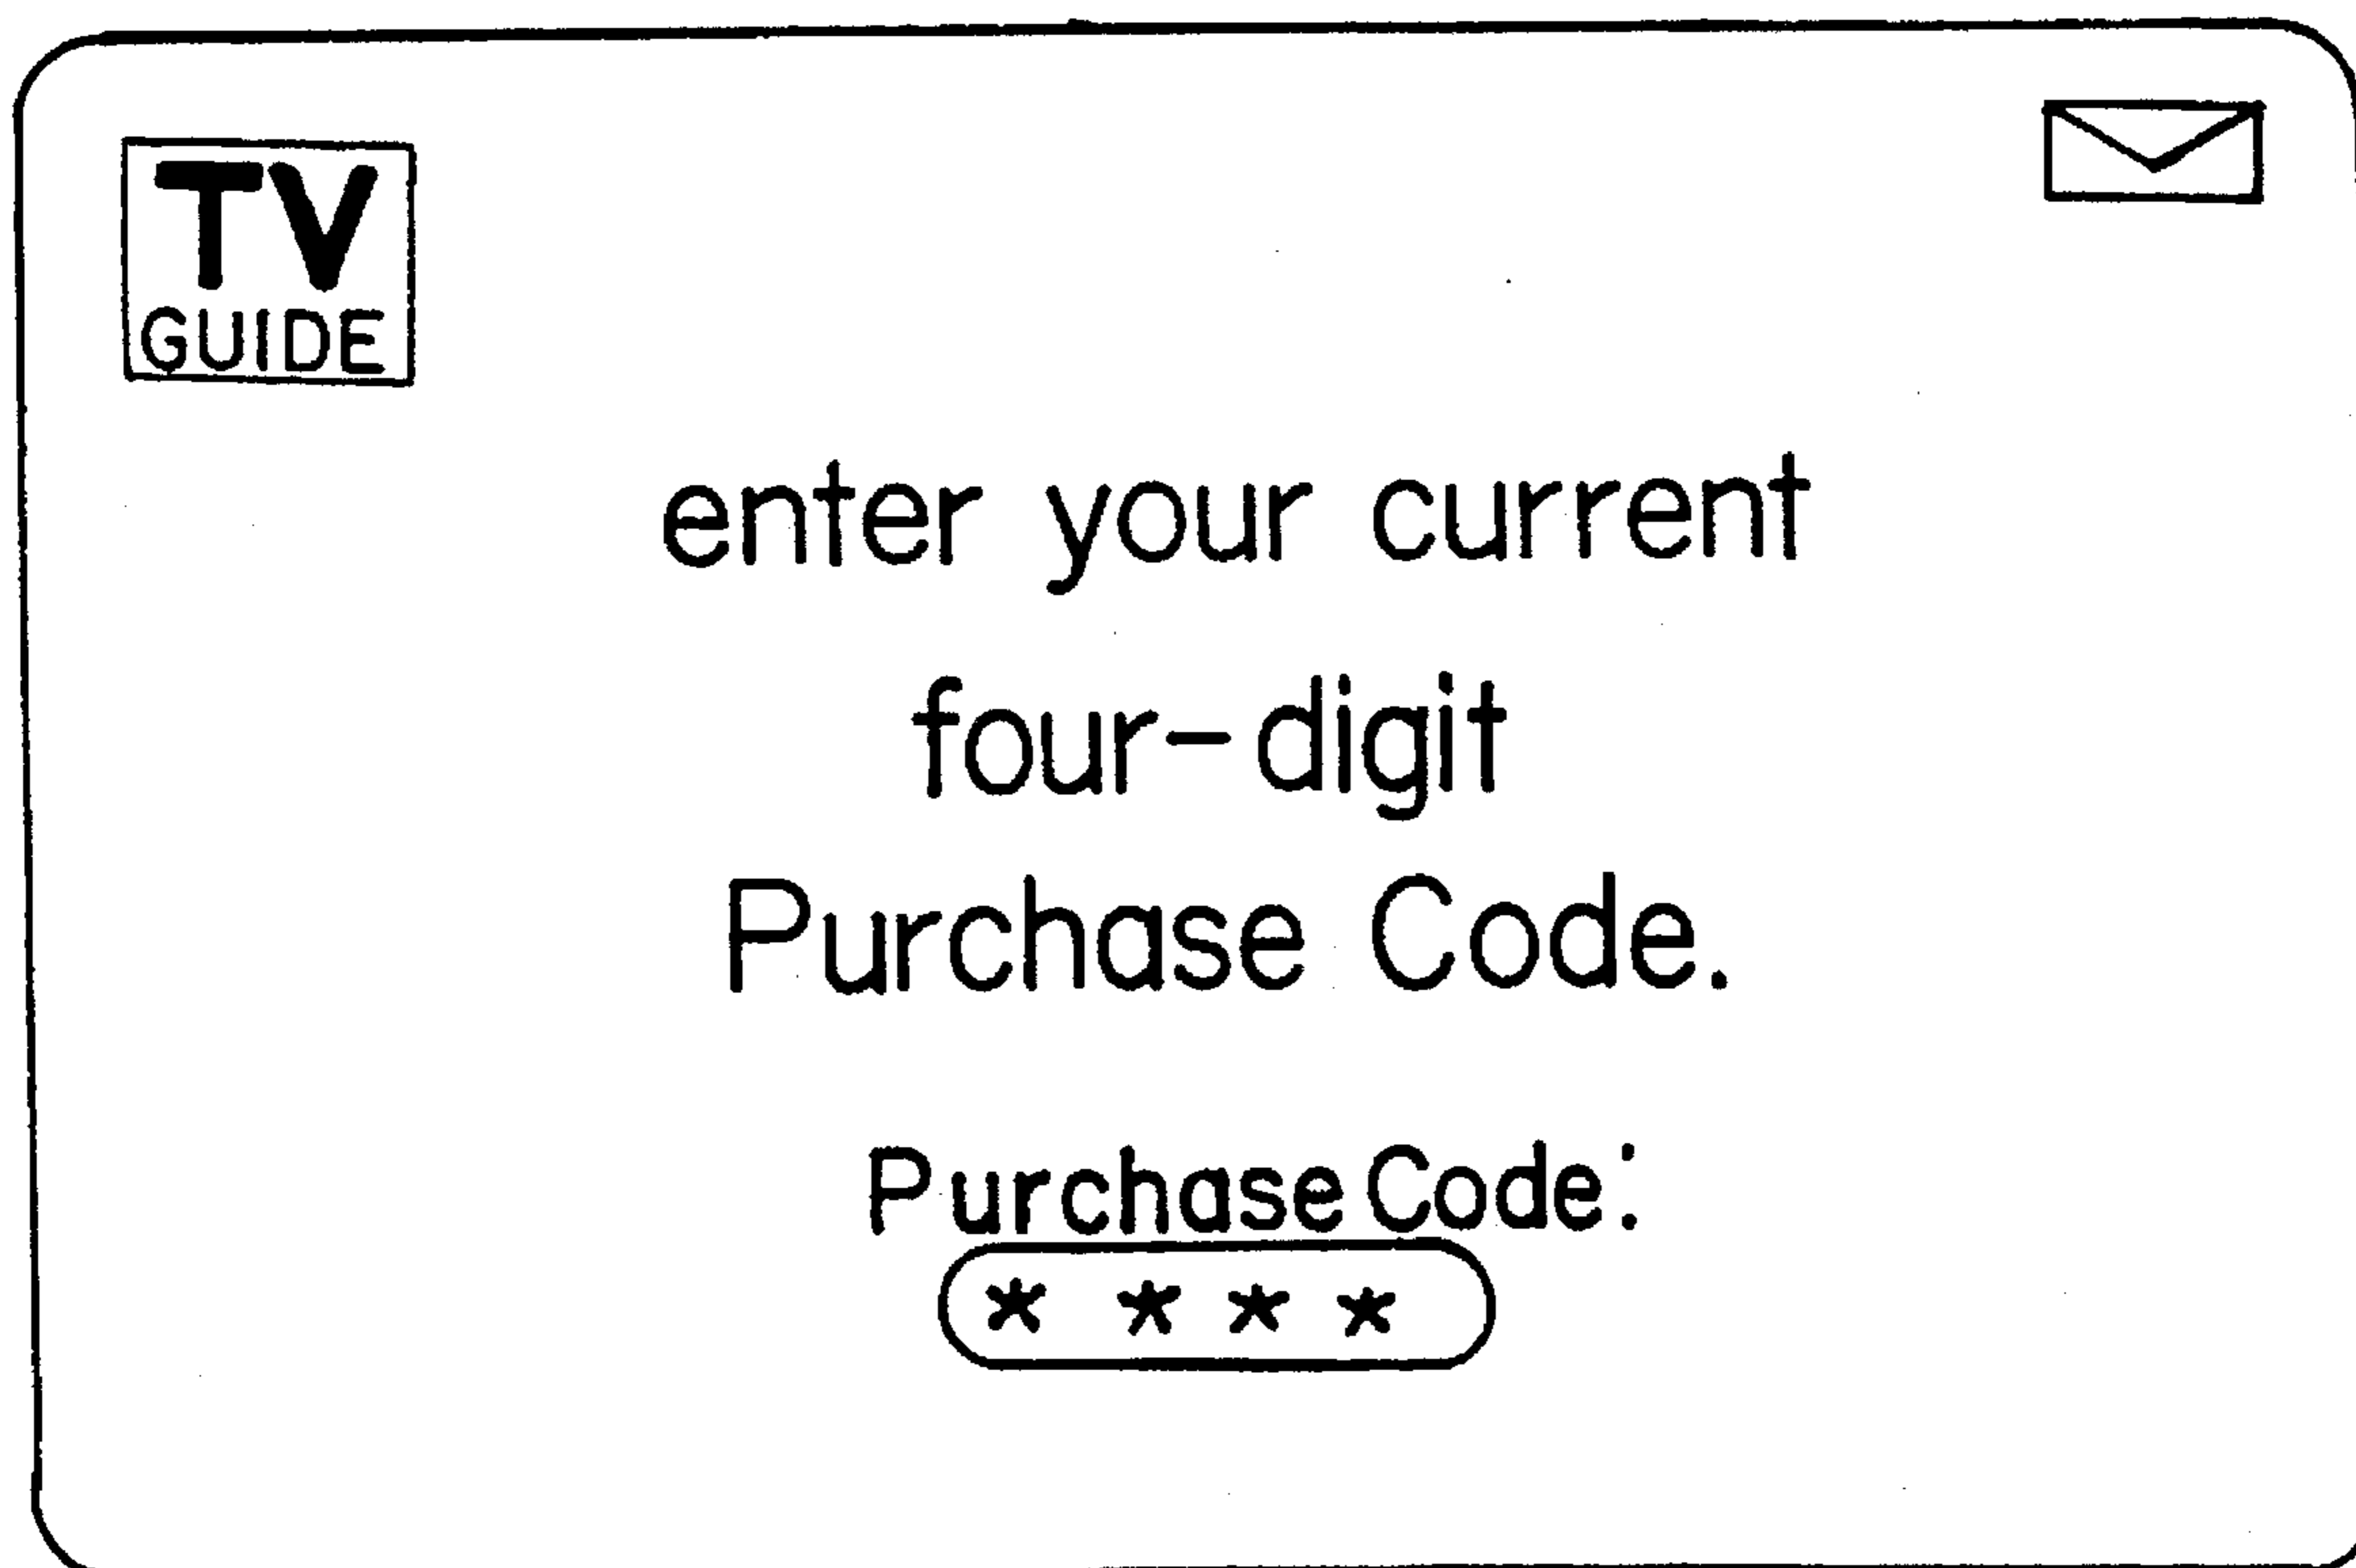 TV
GUIDE
enter your current
four-digit
Purchase Code.
Purchase Code:
* * * *